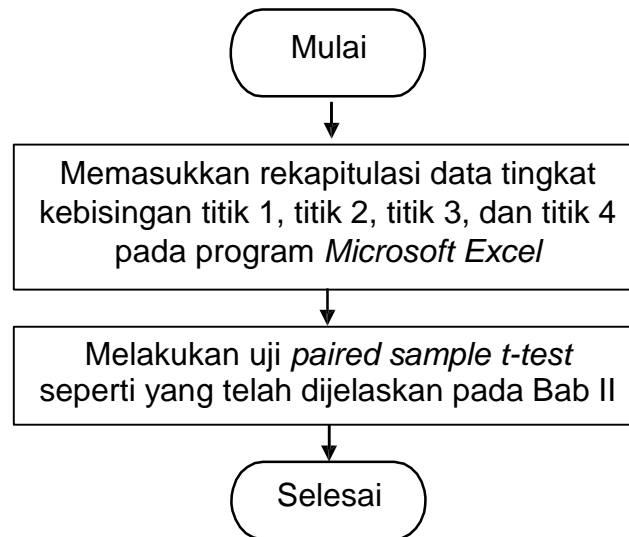 Mulai
Memasukkan rekapitulasi data tingkat
kebisingan titik 1, titik 2, titik 3, dan titik 4
pada program Microsoft Excel
Melakukan uji paired sample t-test
seperti yang telah dijelaskan pada Bab II
Selesai